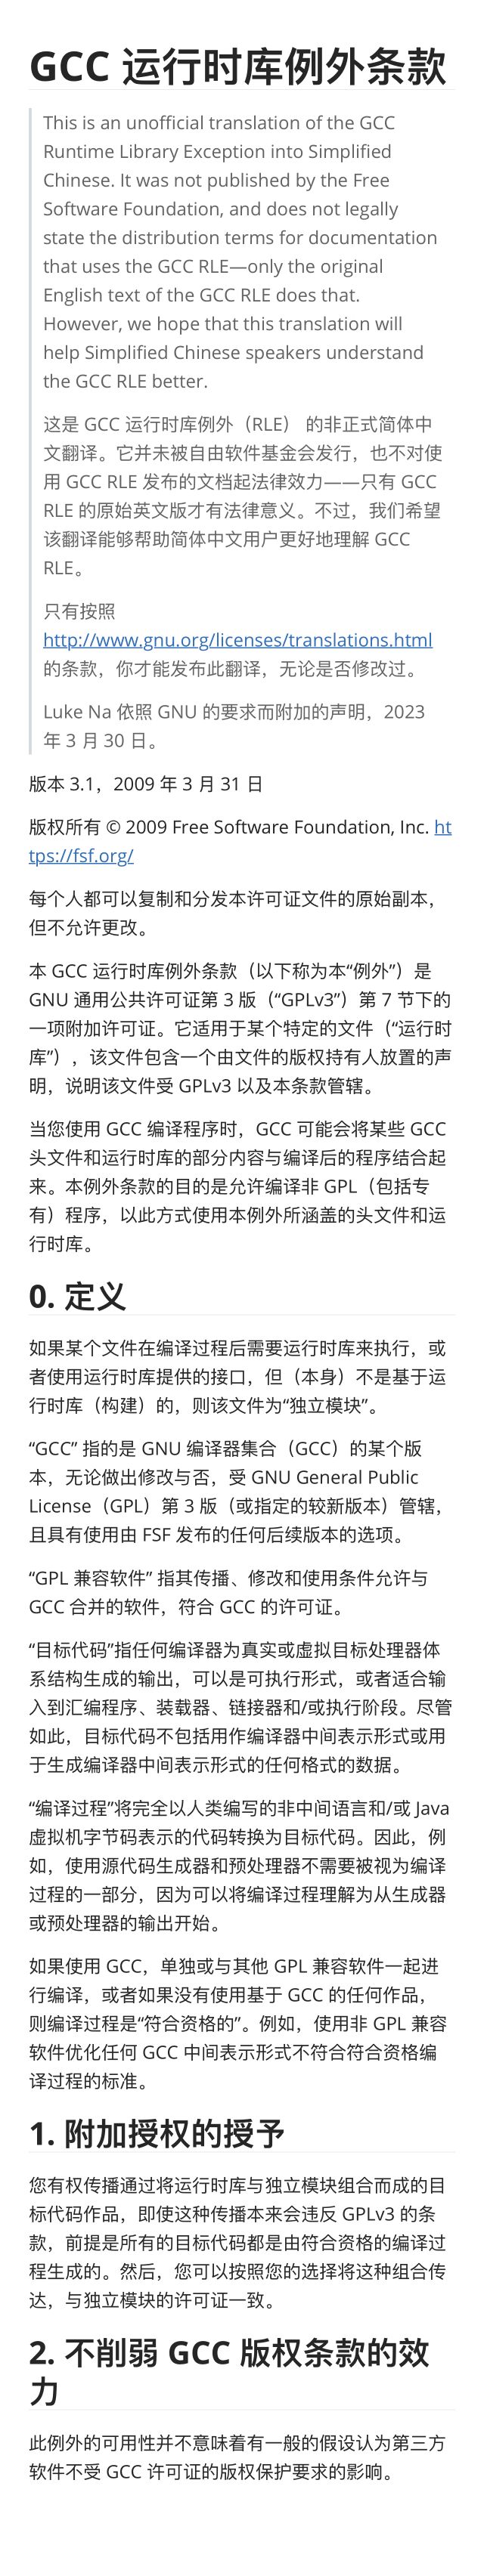 GCC 运行时库例外条款
This is an unofficial translation of the GCC
Runtime Library Exception into Simplified
Chinese. It was not published by the Free
Software Foundation, and does not legally
state the distribution terms for documentation
that uses the GCC RLE—only the original
English text of the GCC RLE does that.
However, we hope that this translation will
help Simplified Chinese speakers understand
the GCC RLE better.
这是 GCC 运行时库例外（RLE） 的非正式简体中
文翻译。它并未被自由软件基金会发行，也不对使
用 GCC RLE 发布的文档起法律效力——只有 GCC
RLE 的原始英文版才有法律意义。不过，我们希望
该翻译能够帮助简体中文用户更好地理解 GCC
RLE。
只有按照
http://www.gnu.org/licenses/translations.html
的条款，你才能发布此翻译，无论是否修改过。
Luke Na 依照 GNU 的要求而附加的声明，2023
年 3 月 30 日。
版本 3.1，2009 年 3 月 31 日
版权所有 © 2009 Free Software Foundation, Inc. ht
tps://fsf.org/
每个人都可以复制和分发本许可证文件的原始副本，
但不允许更改。
本 GCC 运行时库例外条款（以下称为本“例外”）是
GNU 通用公共许可证第 3 版（“GPLv3”）第 7 节下的
一项附加许可证。它适用于某个特定的文件（“运行时
库”），该文件包含一个由文件的版权持有人放置的声
明，说明该文件受 GPLv3 以及本条款管辖。
当您使用 GCC 编译程序时，GCC 可能会将某些 GCC
头文件和运行时库的部分内容与编译后的程序结合起
来。本例外条款的目的是允许编译非 GPL（包括专
有）程序，以此方式使用本例外所涵盖的头文件和运
行时库。
0. 定义
如果某个文件在编译过程后需要运行时库来执行，或
者使用运行时库提供的接口，但（本身）不是基于运
行时库（构建）的，则该文件为“独立模块”。
“GCC” 指的是 GNU 编译器集合（GCC）的某个版
本，无论做出修改与否，受 GNU General Public
License（GPL）第 3 版（或指定的较新版本）管辖，
且具有使用由 FSF 发布的任何后续版本的选项。
“GPL 兼容软件” 指其传播、修改和使用条件允许与
GCC 合并的软件，符合 GCC 的许可证。
“目标代码”指任何编译器为真实或虚拟目标处理器体
系结构生成的输出，可以是可执行形式，或者适合输
入到汇编程序、装载器、链接器和/或执行阶段。尽管
如此，目标代码不包括用作编译器中间表示形式或用
于生成编译器中间表示形式的任何格式的数据。
“编译过程”将完全以人类编写的非中间语言和/或 Java
虚拟机字节码表示的代码转换为目标代码。因此，例
如，使用源代码生成器和预处理器不需要被视为编译
过程的一部分，因为可以将编译过程理解为从生成器
或预处理器的输出开始。
如果使用 GCC，单独或与其他 GPL 兼容软件一起进
行编译，或者如果没有使用基于 GCC 的任何作品，
则编译过程是“符合资格的”。例如，使用非 GPL 兼容
软件优化任何 GCC 中间表示形式不符合符合资格编
译过程的标准。
1. 附加授权的授予
您有权传播通过将运行时库与独立模块组合而成的目
标代码作品，即使这种传播本来会违反 GPLv3 的条
款，前提是所有的目标代码都是由符合资格的编译过
程生成的。然后，您可以按照您的选择将这种组合传
达，与独立模块的许可证一致。
2. 不削弱 GCC 版权条款的效
力
此例外的可用性并不意味着有一般的假设认为第三方
软件不受 GCC 许可证的版权保护要求的影响。